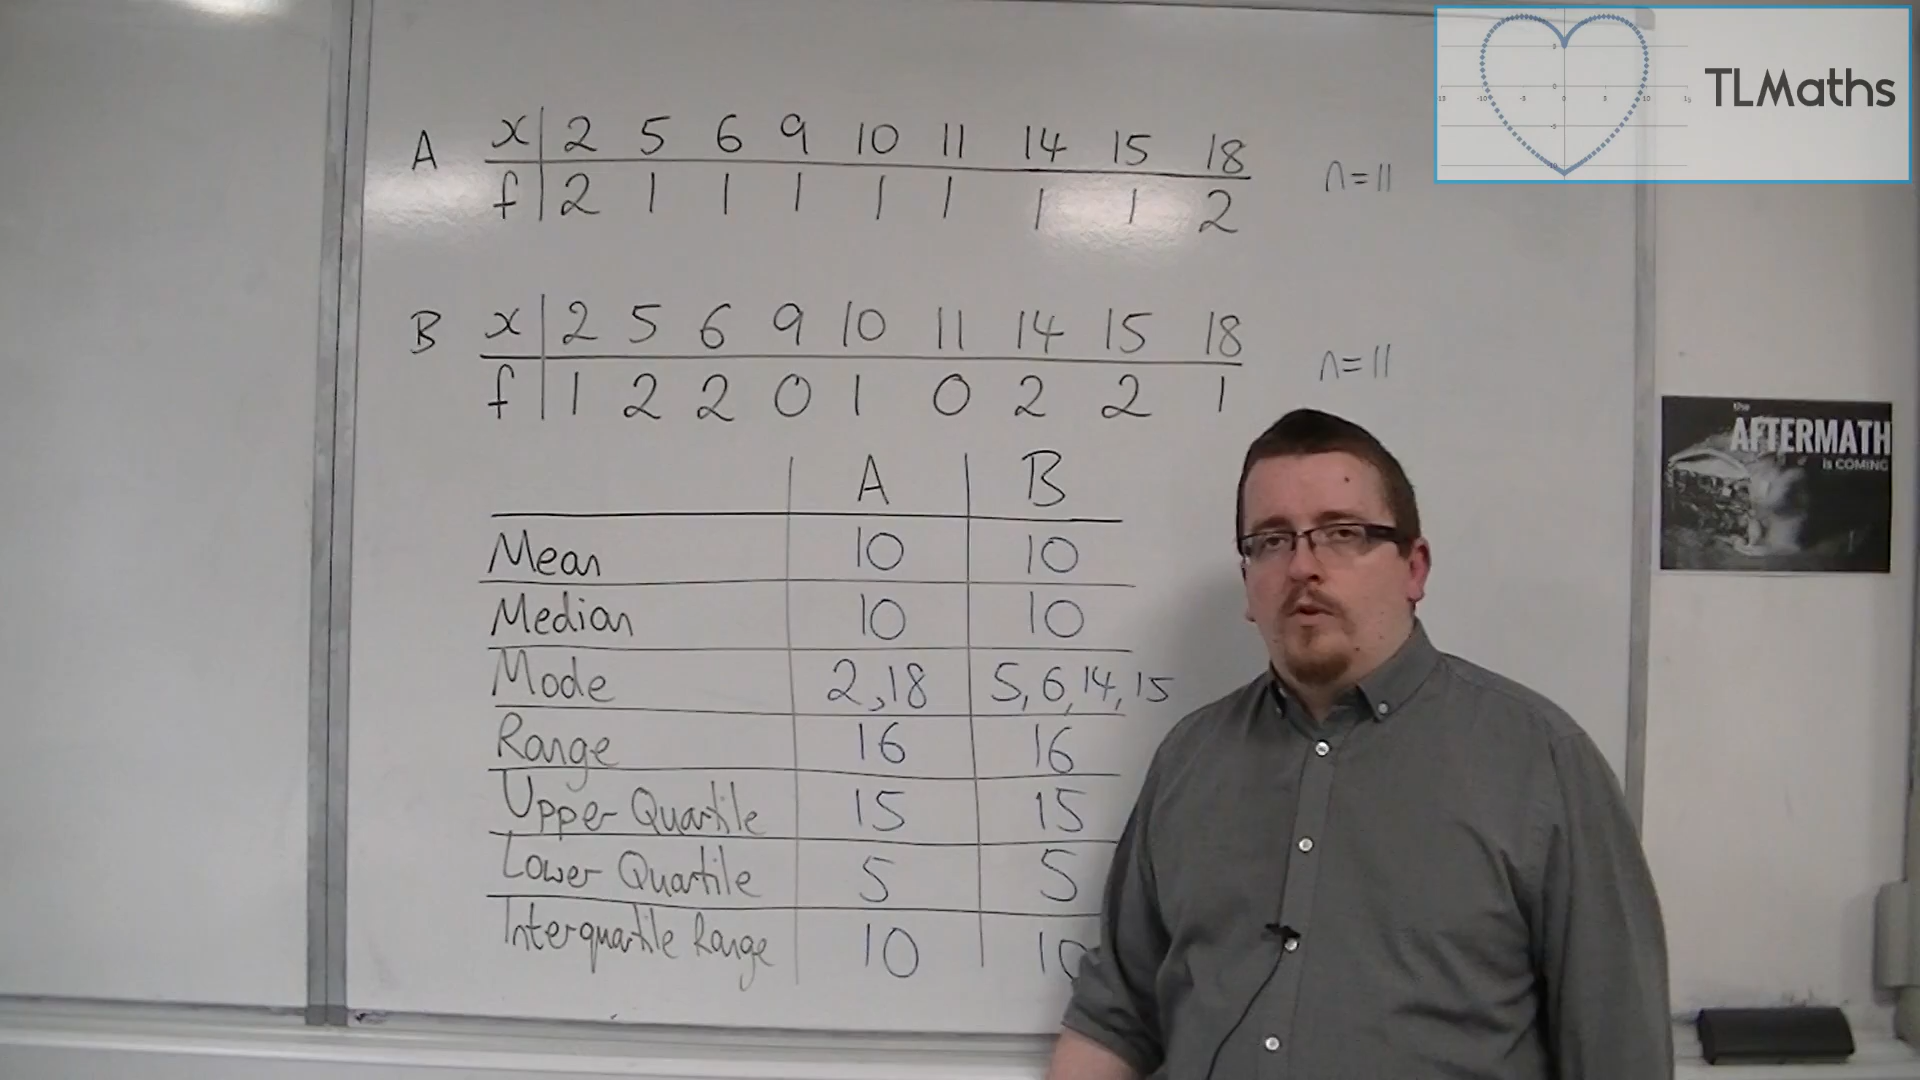 TLMaths
A x 2 5 6 9 10 11 14 15 18
f 2 1 1 1 1 1 1 1 2
n=11
B x 2 5 6 9 10 11 14 15 18
f 1 2 2 0 1 0 2 2 1
n=11
A B
Mean 10 10
Median 10 10
Mode 2,18 5,6,14,15
Range 16 16
Upper Quartile 15 15
Lower Quartile 5 5
Interquartile Range 10 10
the
AFTERMATH
is COMING